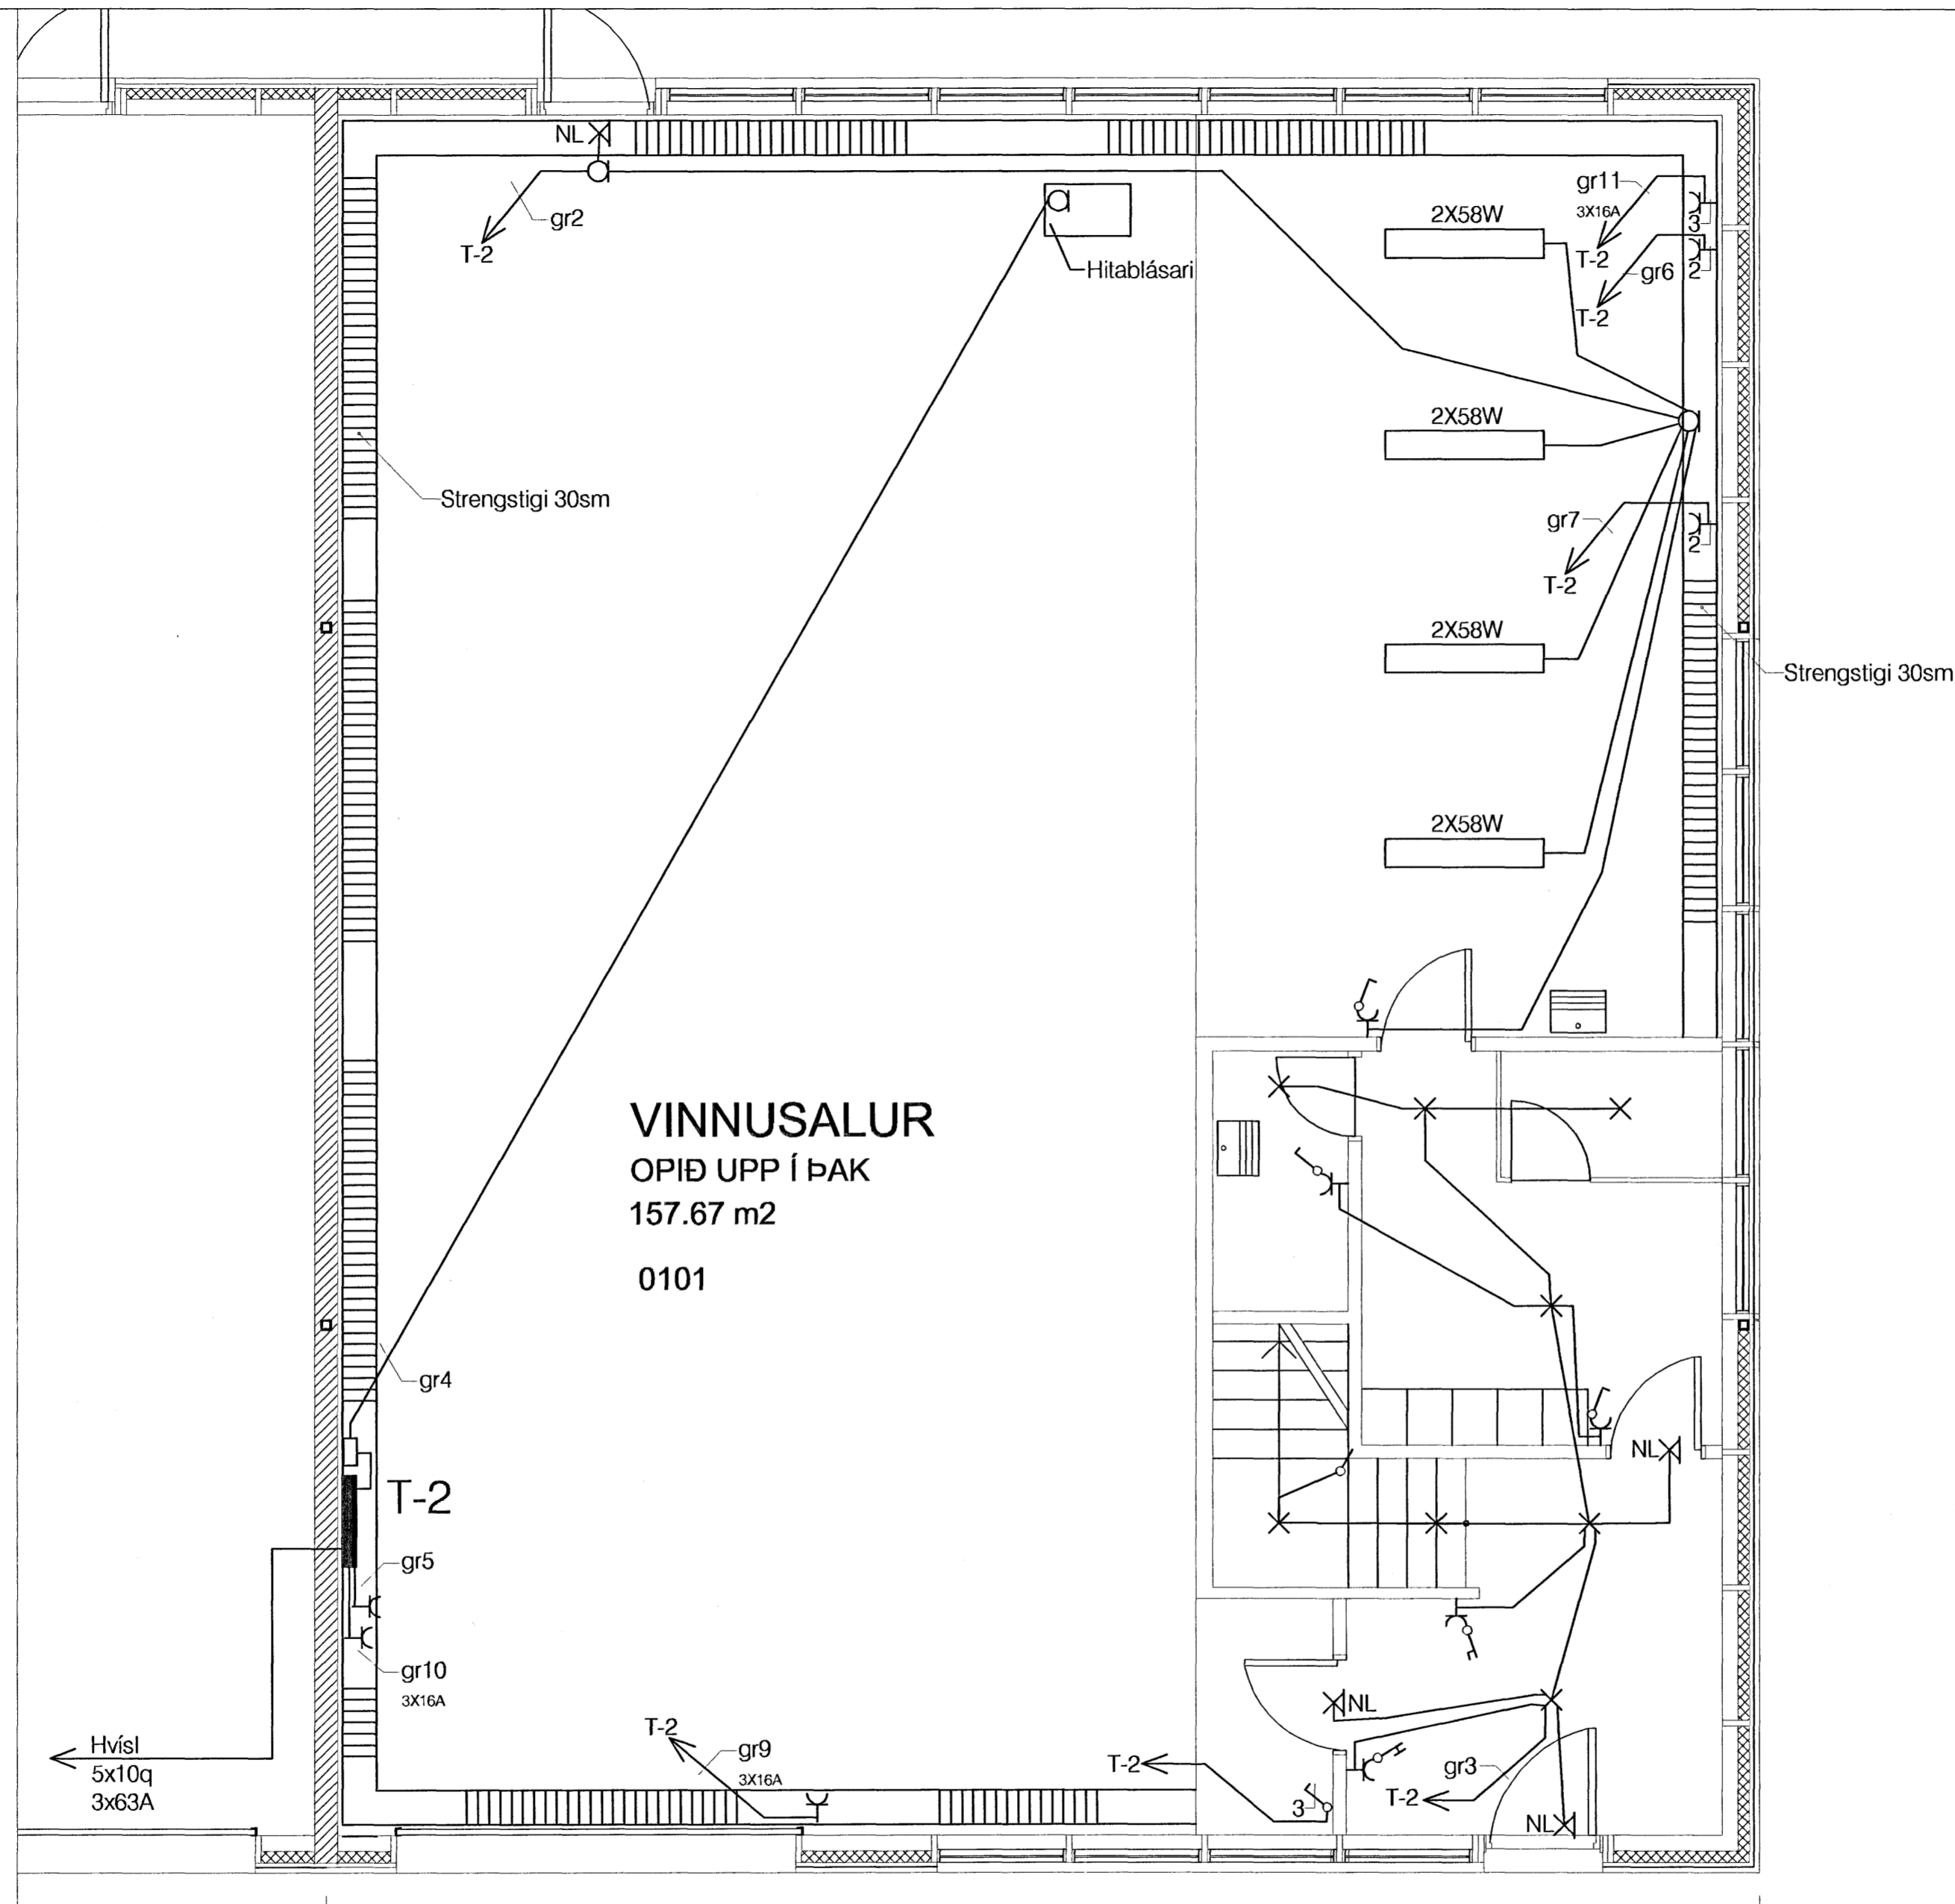 NL
gr2
T-2
Hitablásari
2X58W
gr11
3X16A
3
T-2
gr6
2
T-2
2X58W
Strengstigi 30sm
gr7
2
T-2
2X58W
Strengstigi 30sm
2X58W
VINNUSALUR
OPIÐ UPP Í ÞAK
157.67 m2
0101
gr4
NL
T-2
gr5
gr10
3X16A
NL
Hvísl
5x10q
3x63A
T-2
gr9
3X16A
T-2
3
gr3
T-2
NL